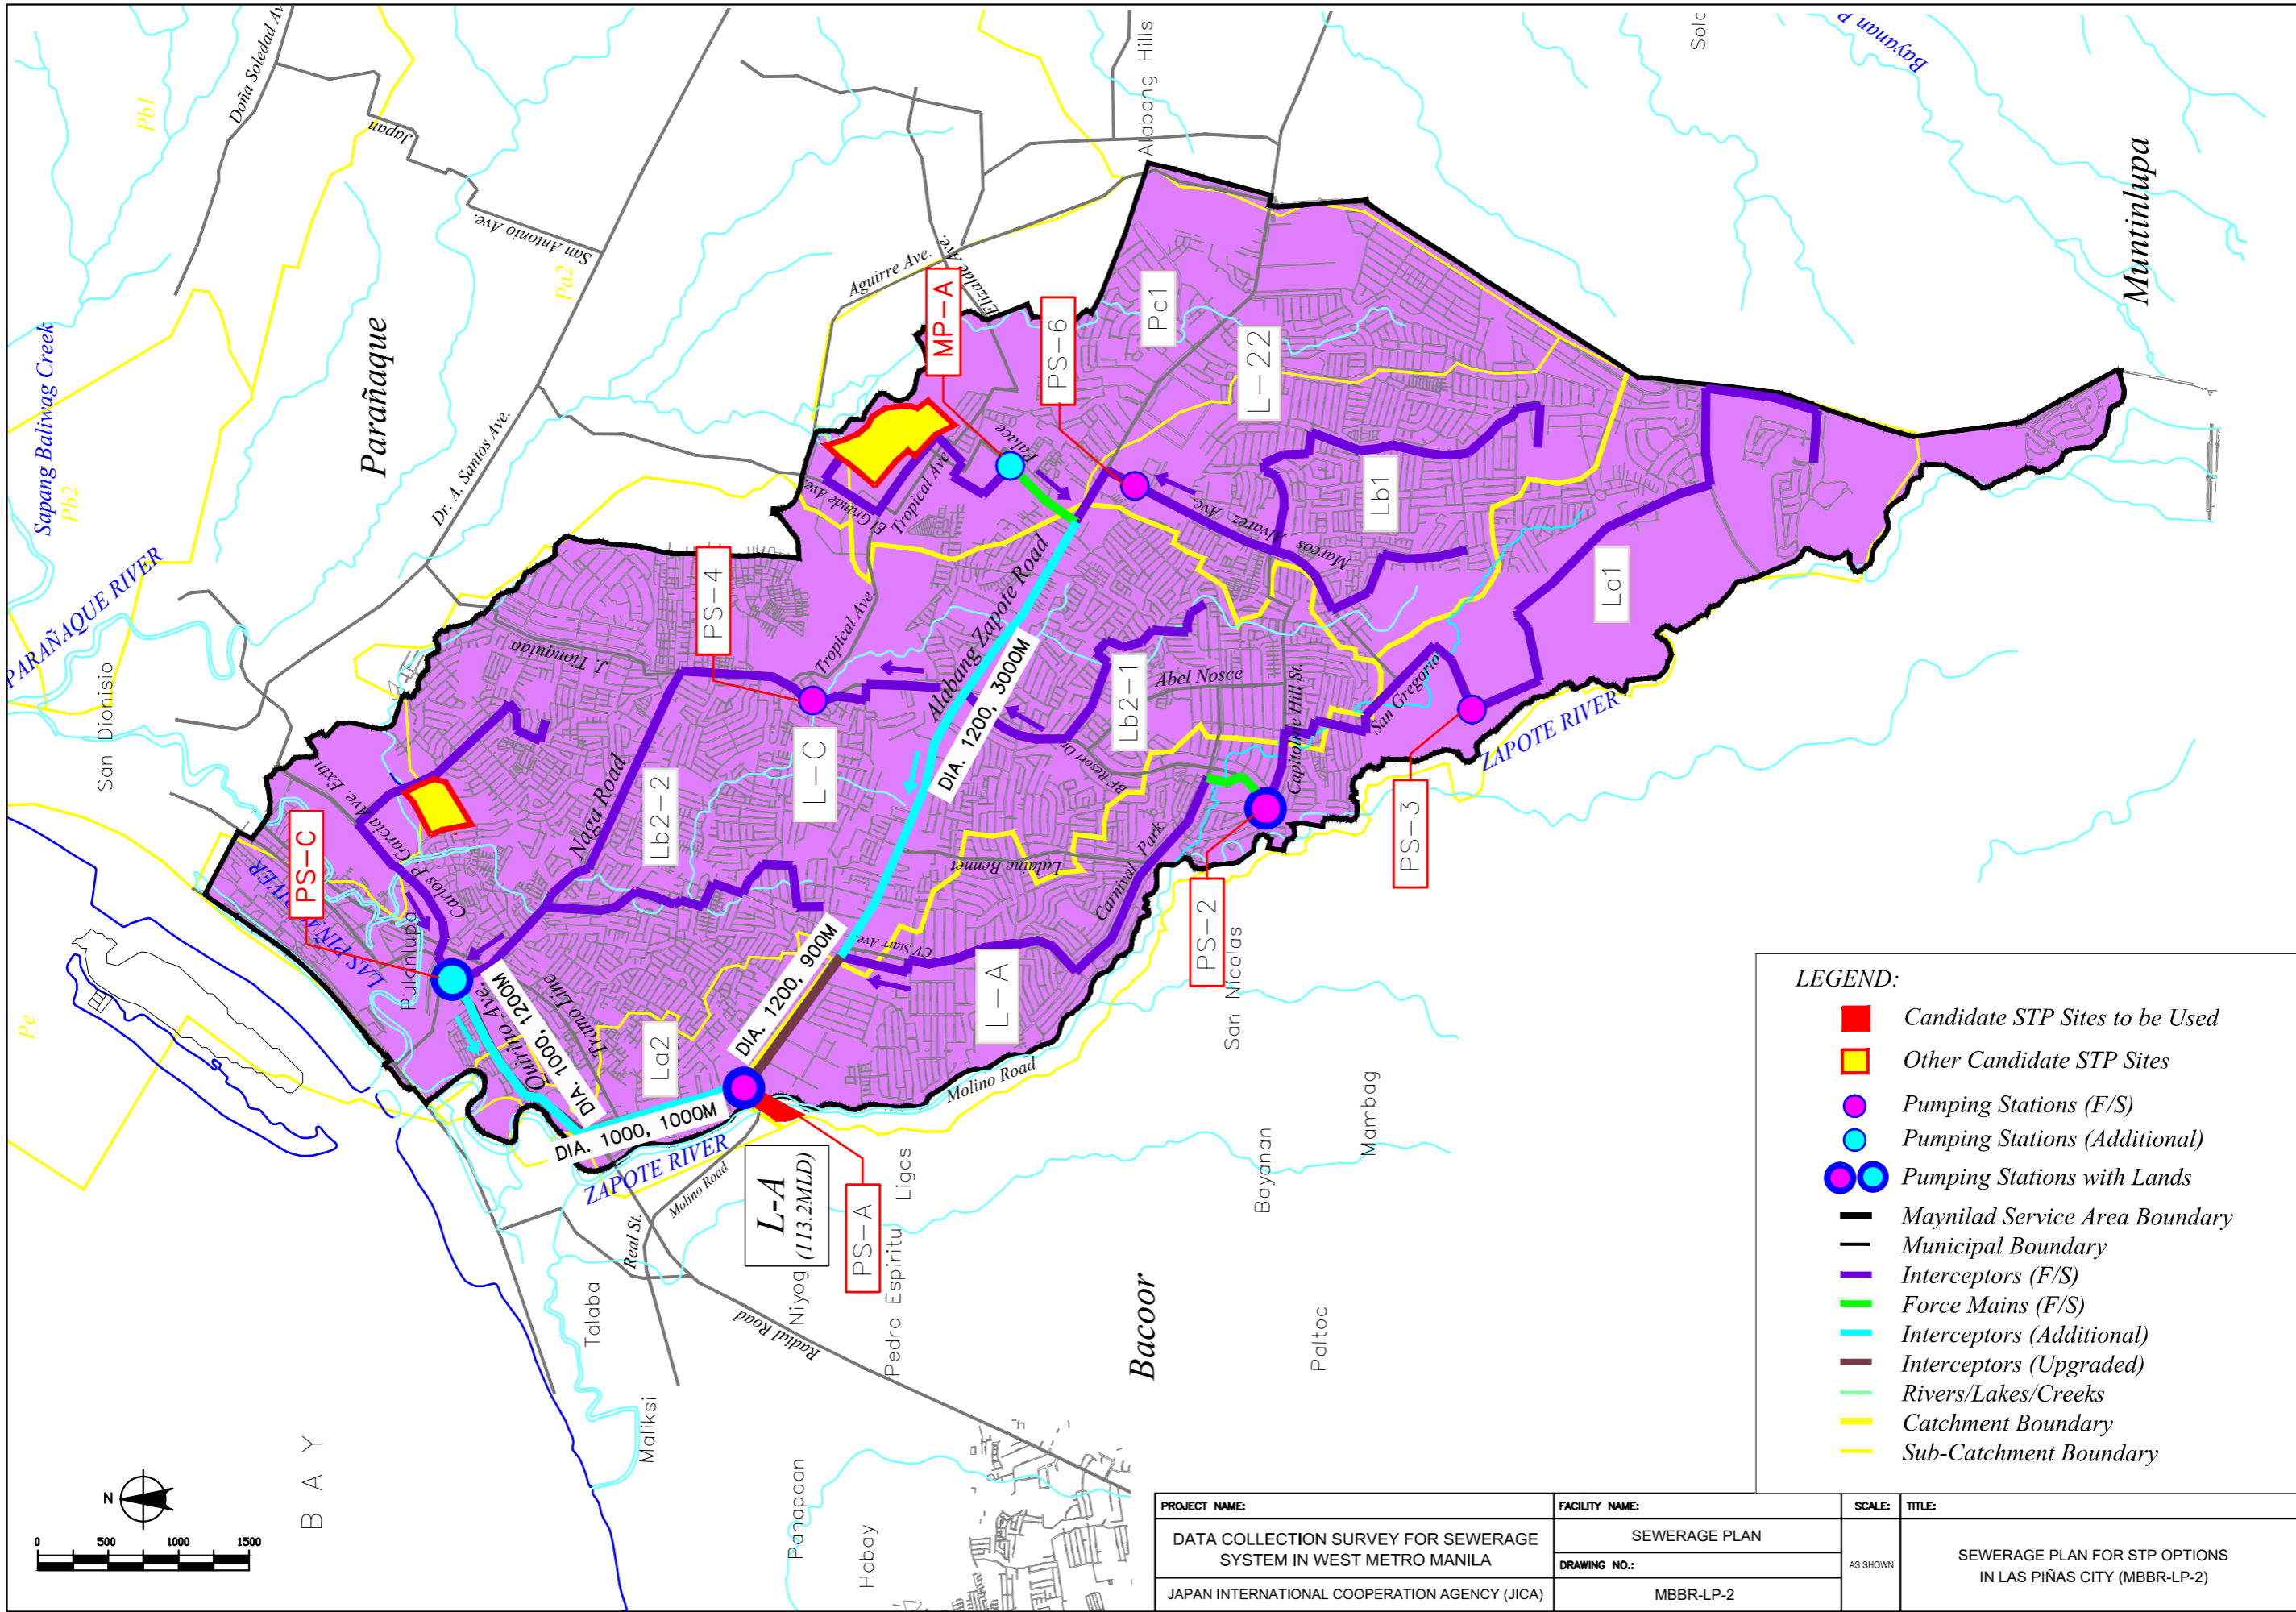 Doña Soledad Av
Pb1
Japan
San Antonio Ave.
Pa2
Sapang Baliwag Creek
Pb2
Parañaque
Dr. A. Santos Ave.
PARAÑAQUE RIVER
San Dionisio
Alabang Hills
Bayanan
Muntinlupa
Aguirre Ave.
Elizalde Ave.
MP-A
PS-6
Pa1
L-22
Palace
El Grande Ave.
Tropical Ave.
Lb1
Marcos Alvarez Ave.
La1
PS-4
J. Tionquiao
Tropical Ave.
Alabang Zapote Road
DIA. 1200, 3000M
Lb2-1
Abel Nosce
Capitoline Hill St.
San Gregorio
BF Resort Dr.
L-C
Naga Road
Lb2-2
Carlos P. Garcia Ave. Extn
PS-C
LAS PIÑAS RIVER
Pulanlupa
Lalaine Bennet
Carnival Park
CV Starr Ave.
PS-2
PS-3
ZAPOTE RIVER
San Nicolas
L-A
DIA. 1200, 900M
DIA. 1000, 1200M
Quirino Ave.
Tramo Line
La2
DIA. 1000, 1000M
ZAPOTE RIVER
Molino Road
Molino Road
L-A
(113.2MLD)
PS-A
Real St.
Radial Road
Pe
Talaba
Niyog
Ligas
Pedro Espiritu
Bayanan
Mambag
Paltoc
Bacoor
Maliksi
Panapaan
Habay
BAY
N
0 500 1000 1500
LEGEND:
Candidate STP Sites to be Used
Other Candidate STP Sites
Pumping Stations (F/S)
Pumping Stations (Additional)
Pumping Stations with Lands
Maynilad Service Area Boundary
Municipal Boundary
Interceptors (F/S)
Force Mains (F/S)
Interceptors (Additional)
Interceptors (Upgraded)
Rivers/Lakes/Creeks
Catchment Boundary
Sub-Catchment Boundary
PROJECT NAME:
DATA COLLECTION SURVEY FOR SEWERAGE
SYSTEM IN WEST METRO MANILA
JAPAN INTERNATIONAL COOPERATION AGENCY (JICA)
FACILITY NAME:
SEWERAGE PLAN
DRAWING NO.:
MBBR-LP-2
SCALE:
AS SHOWN
TITLE:
SEWERAGE PLAN FOR STP OPTIONS
IN LAS PIÑAS CITY (MBBR-LP-2)